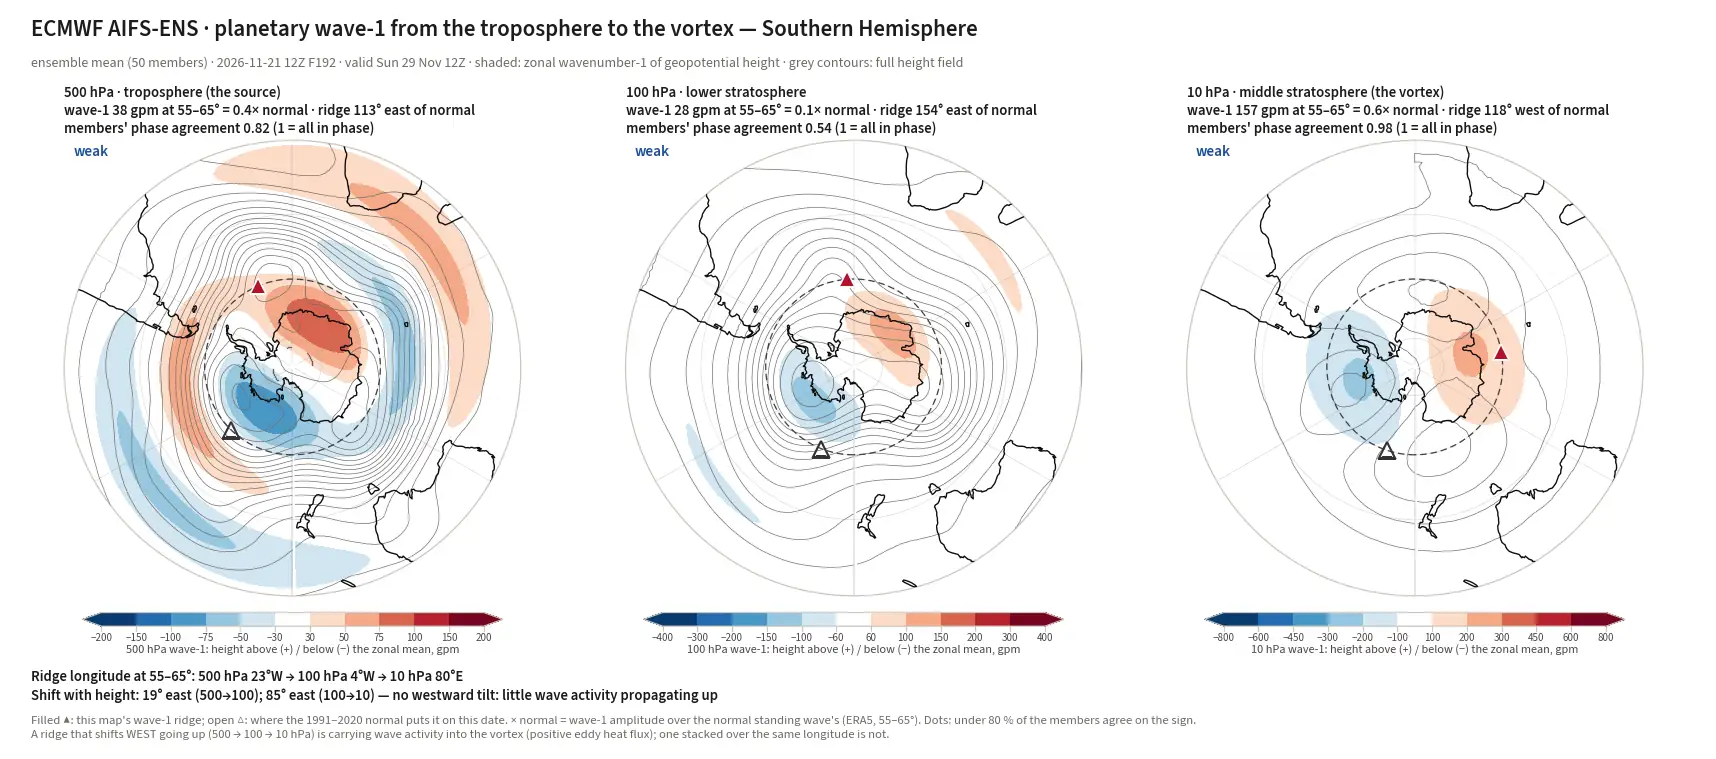 ECMWF AIFS-ENS · planetary wave-1 from the troposphere to the vortex — Southern Hemisphere
ensemble mean (50 members) · 2026-11-21 12Z F192 · valid Sun 29 Nov 12Z · shaded: zonal wavenumber-1 of geopotential height · grey contours: full height field
500 hPa · troposphere (the source)
wave-1 38 gpm at 55–65° = 0.4× normal · ridge 113° east of normal
members' phase agreement 0.82 (1 = all in phase)
weak
100 hPa · lower stratosphere
wave-1 28 gpm at 55–65° = 0.1× normal · ridge 154° east of normal
members' phase agreement 0.54 (1 = all in phase)
weak
10 hPa · middle stratosphere (the vortex)
wave-1 157 gpm at 55–65° = 0.6× normal · ridge 118° west of normal
members' phase agreement 0.98 (1 = all in phase)
weak
−200 −150 −100 −75 −50 −30 30 50 75 100 150 200
500 hPa wave-1: height above (+) / below (−) the zonal mean, gpm
−400 −300 −200 −150 −100 −60 60 100 150 200 300 400
100 hPa wave-1: height above (+) / below (−) the zonal mean, gpm
−800 −600 −450 −300 −200 −100 100 200 300 450 600 800
10 hPa wave-1: height above (+) / below (−) the zonal mean, gpm
Ridge longitude at 55–65°: 500 hPa 23°W → 100 hPa 4°W → 10 hPa 80°E
Shift with height: 19° east (500→100); 85° east (100→10) — no westward tilt: little wave activity propagating up
Filled ▲: this map's wave-1 ridge; open △: where the 1991–2020 normal puts it on this date. × normal = wave-1 amplitude over the normal standing wave's (ERA5, 55–65°). Dots: under 80 % of the members agree on the sign.
A ridge that shifts WEST going up (500 → 100 → 10 hPa) is carrying wave activity into the vortex (positive eddy heat flux); one stacked over the same longitude is not.